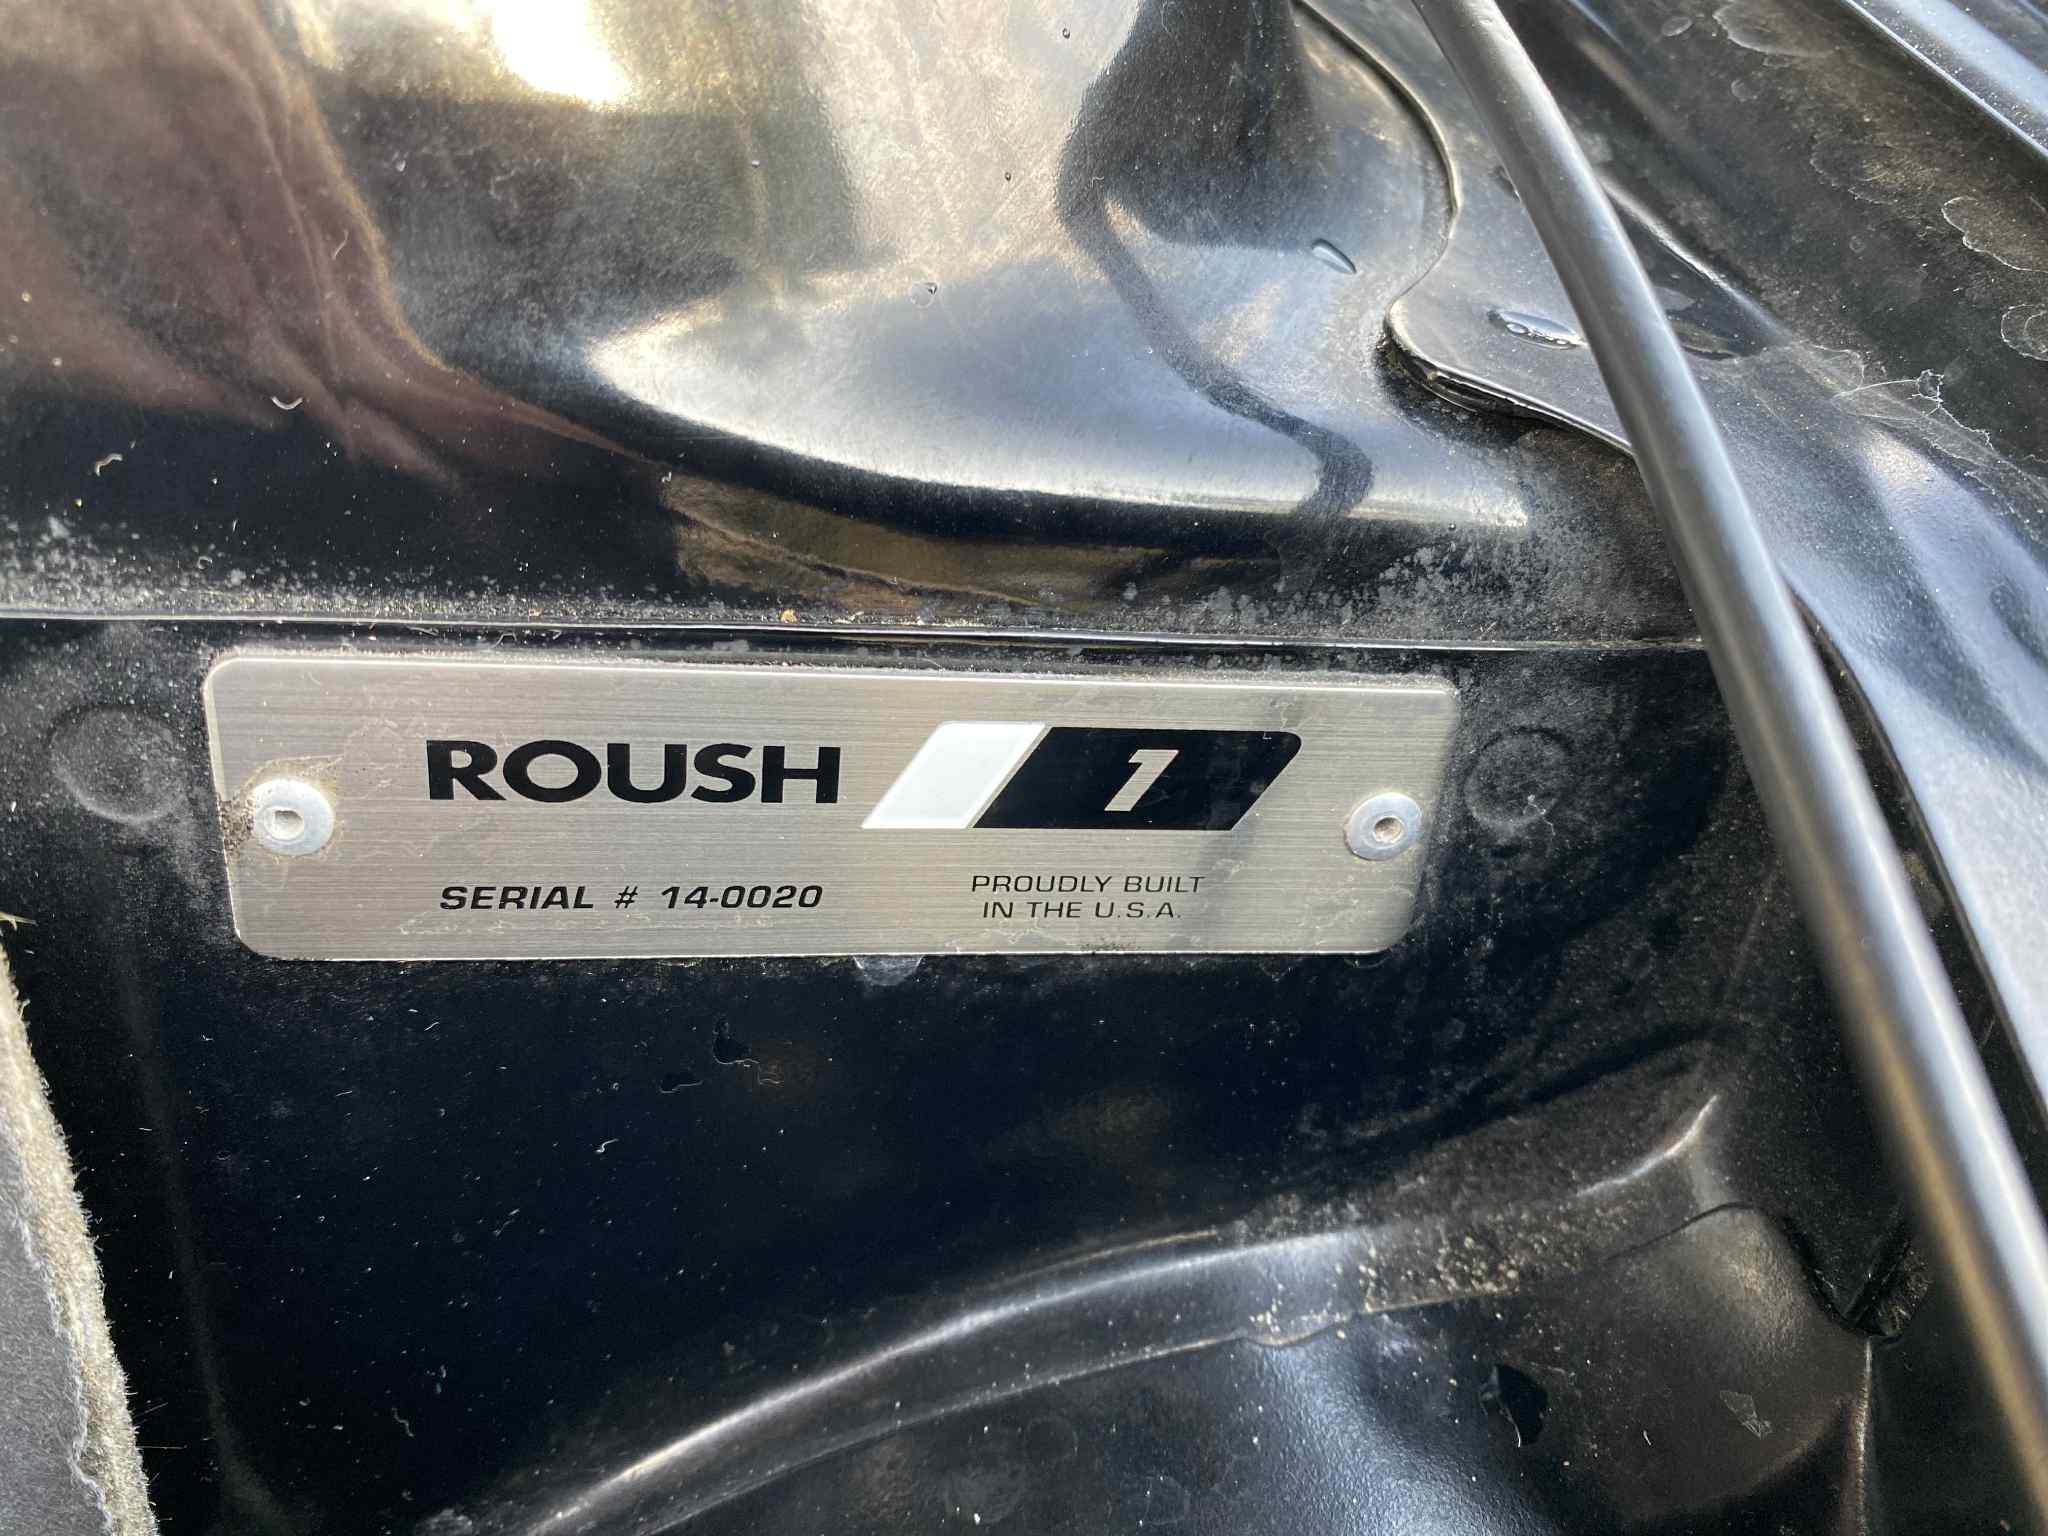 ROUSH 1
SERIAL # 14-0020
PROUDLY BUILT
IN THE U.S.A.